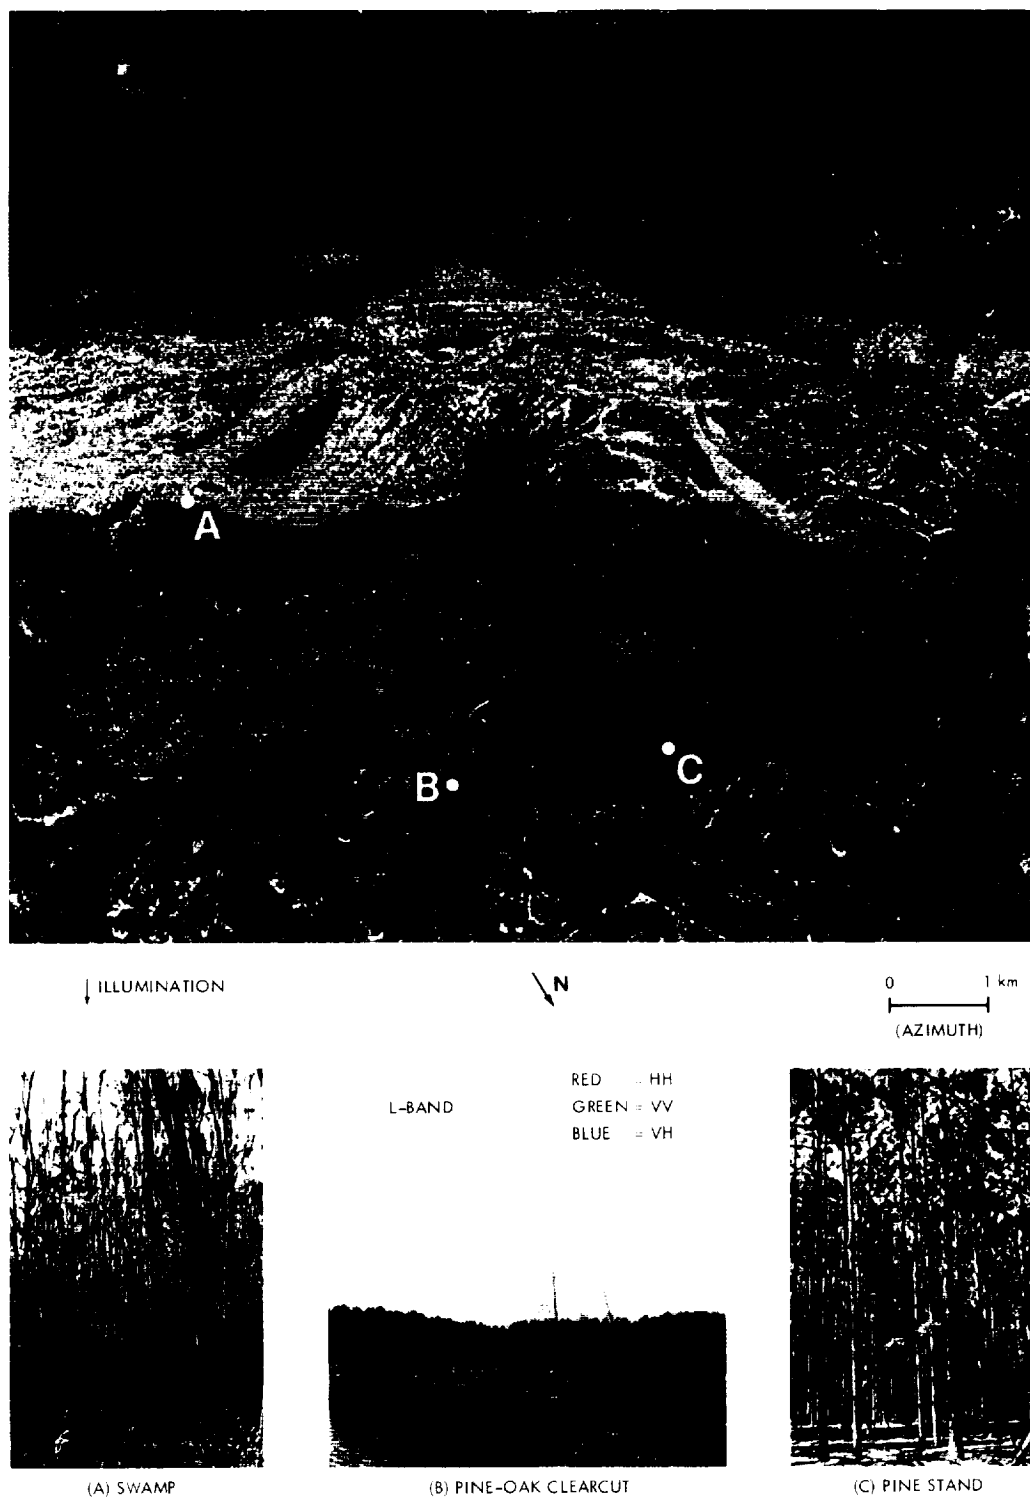 A
B
C
ILLUMINATION
N
0 1 km
(AZIMUTH)
L-BAND
RED = HH
GREEN = VV
BLUE = VH
(A) SWAMP
(B) PINE-OAK CLEARCUT
(C) PINE STAND